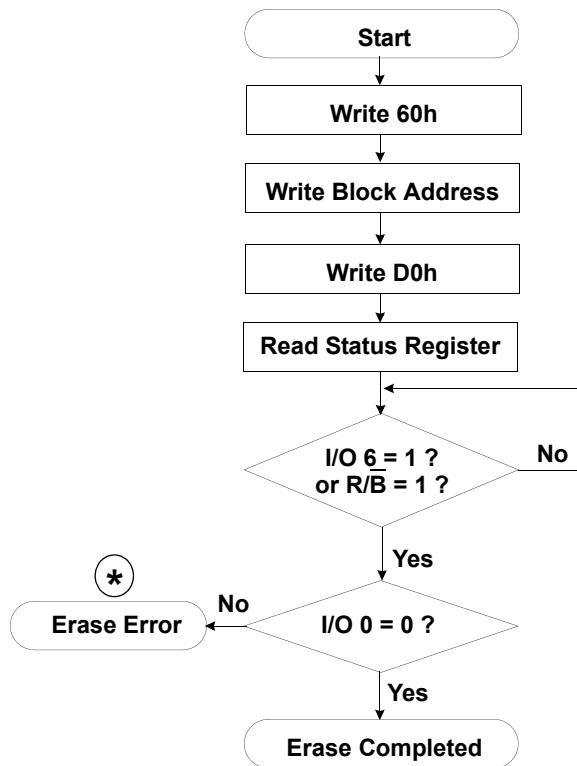 Start
Write 60h
Write Block Address
Write D0h
Read Status Register
I/O 6 = 1 ?
or R/B̅ = 1 ?
No
Yes
*
No
Erase Error
I/O 0 = 0 ?
Yes
Erase Completed